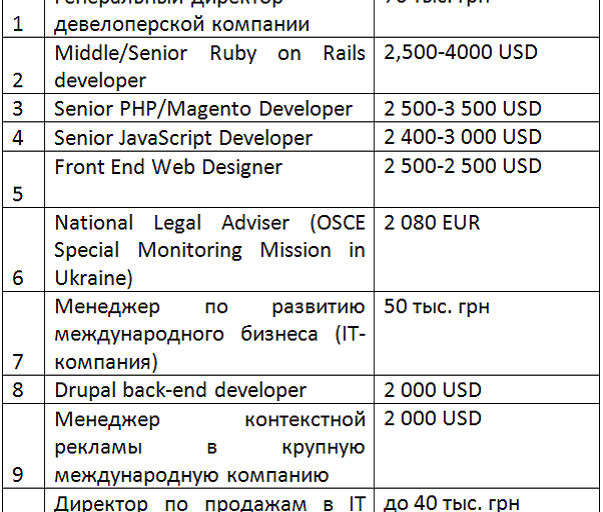 Генеральный директор
70 тыс. грн
1
девелоперской компании
Middle/Senior Ruby on Rails
2,500-4000 USD
2
developer
3
Senior PHP/Magento Developer
2 500-3 500 USD
4
Senior JavaScript Developer
2 400-3 000 USD
Front End Web Designer
2 500-2 500 USD
5
National Legal Adviser (OSCE
2 080 EUR
Special Monitoring Mission in
6
Ukraine)
Менеджер по развитию
50 тыс. грн
международного бизнеса (IT-
7
компания)
8
Drupal back-end developer
2 000 USD
Менеджер контекстной
2 000 USD
рекламы в крупную
9
международную компанию
Директор по продажам в IT
до 40 тыс. грн